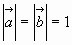 |a⃗| = |b⃗| = 1